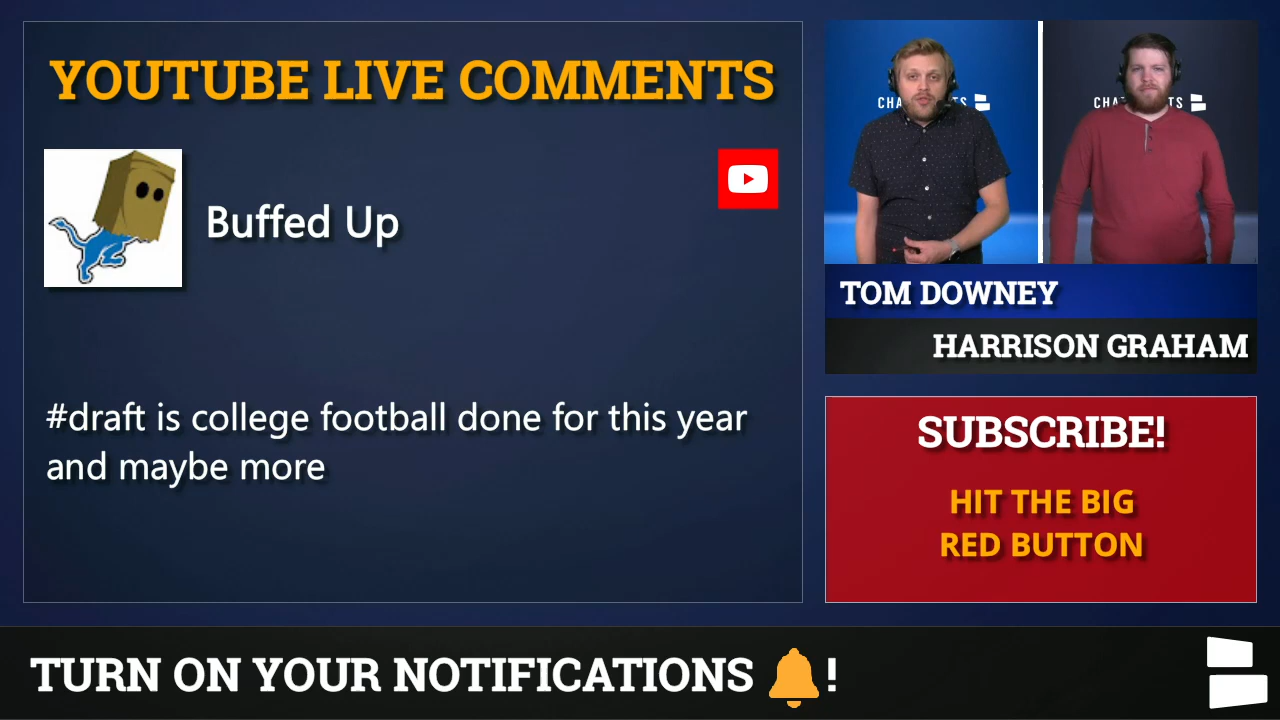 YOUTUBE LIVE COMMENTS
Buffed Up
#draft is college football done for this year
and maybe more
TOM DOWNEY
HARRISON GRAHAM
SUBSCRIBE!
HIT THE BIG
RED BUTTON
TURN ON YOUR NOTIFICATIONS !